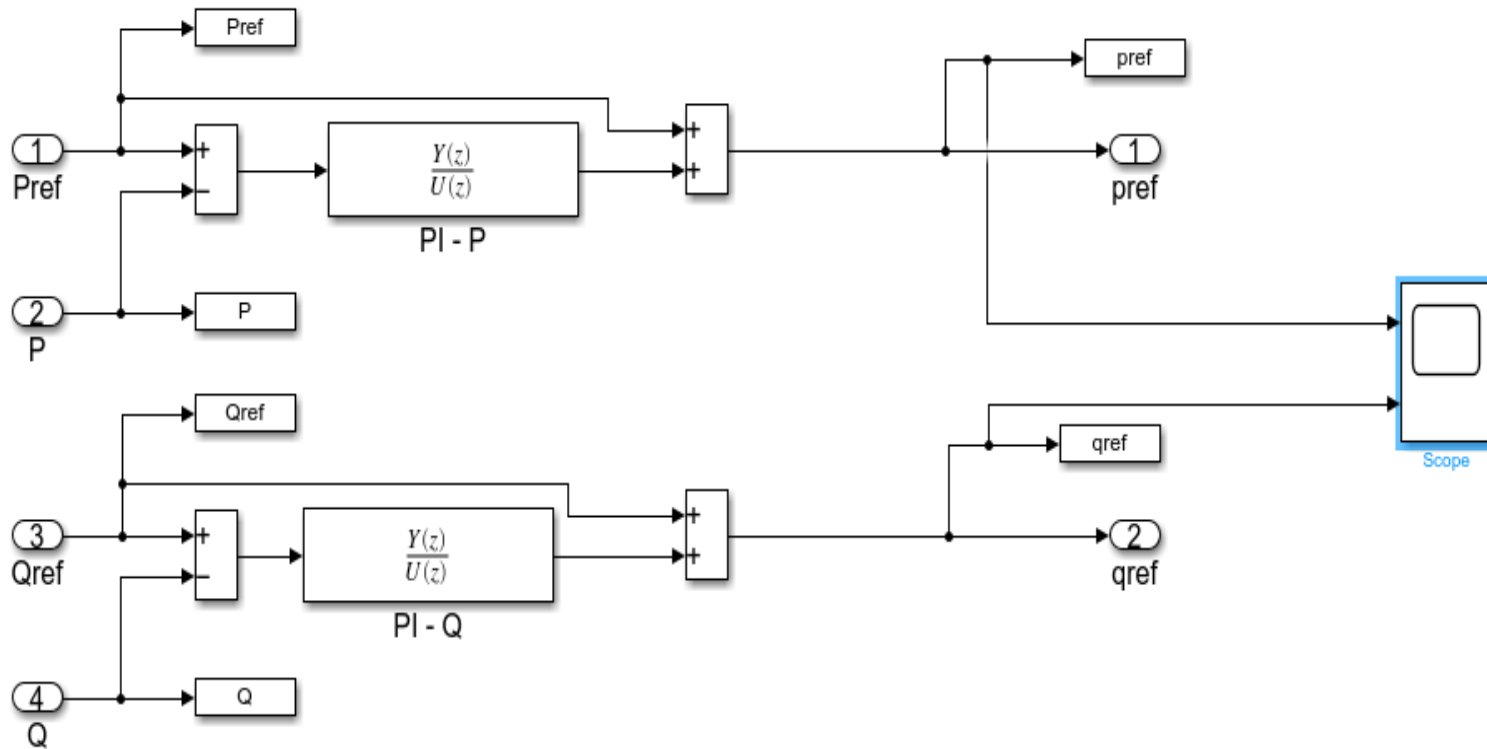 Pref
pref
+
+
1
+
Y(z)
U(z)
+
1
Pref
−
pref
PI - P
2
P
P
Qref
qref
Scope
+
3
+
Y(z)
U(z)
+
2
Qref
−
qref
PI - Q
4
Q
Q